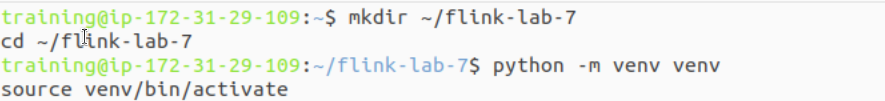 training@ip-172-31-29-109:~$ mkdir ~/flink-lab-7
cd ~/flink-lab-7
training@ip-172-31-29-109:~/flink-lab-7$ python -m venv venv
source venv/bin/activate